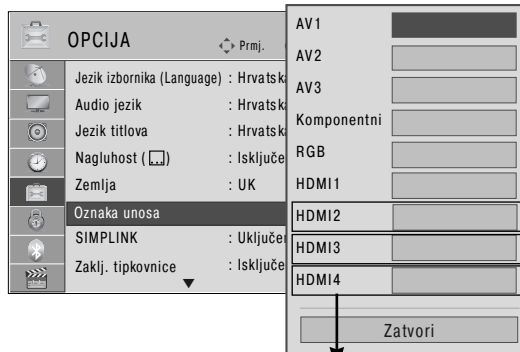 OPCIJA
Prmj.
Jezik izbornika (Language) : Hrvatsk
Audio jezik : Hrvatsk
Jezik titlova : Hrvatsk
Nagluhost ( ) : Isključe
Zemlja : UK
Oznaka unosa
SIMPLINK : Uključe
Zaklj. tipkovnice : Isključe
AV1
AV2
AV3
Komponentni
RGB
HDMI1
HDMI2
HDMI3
HDMI4
Zatvori